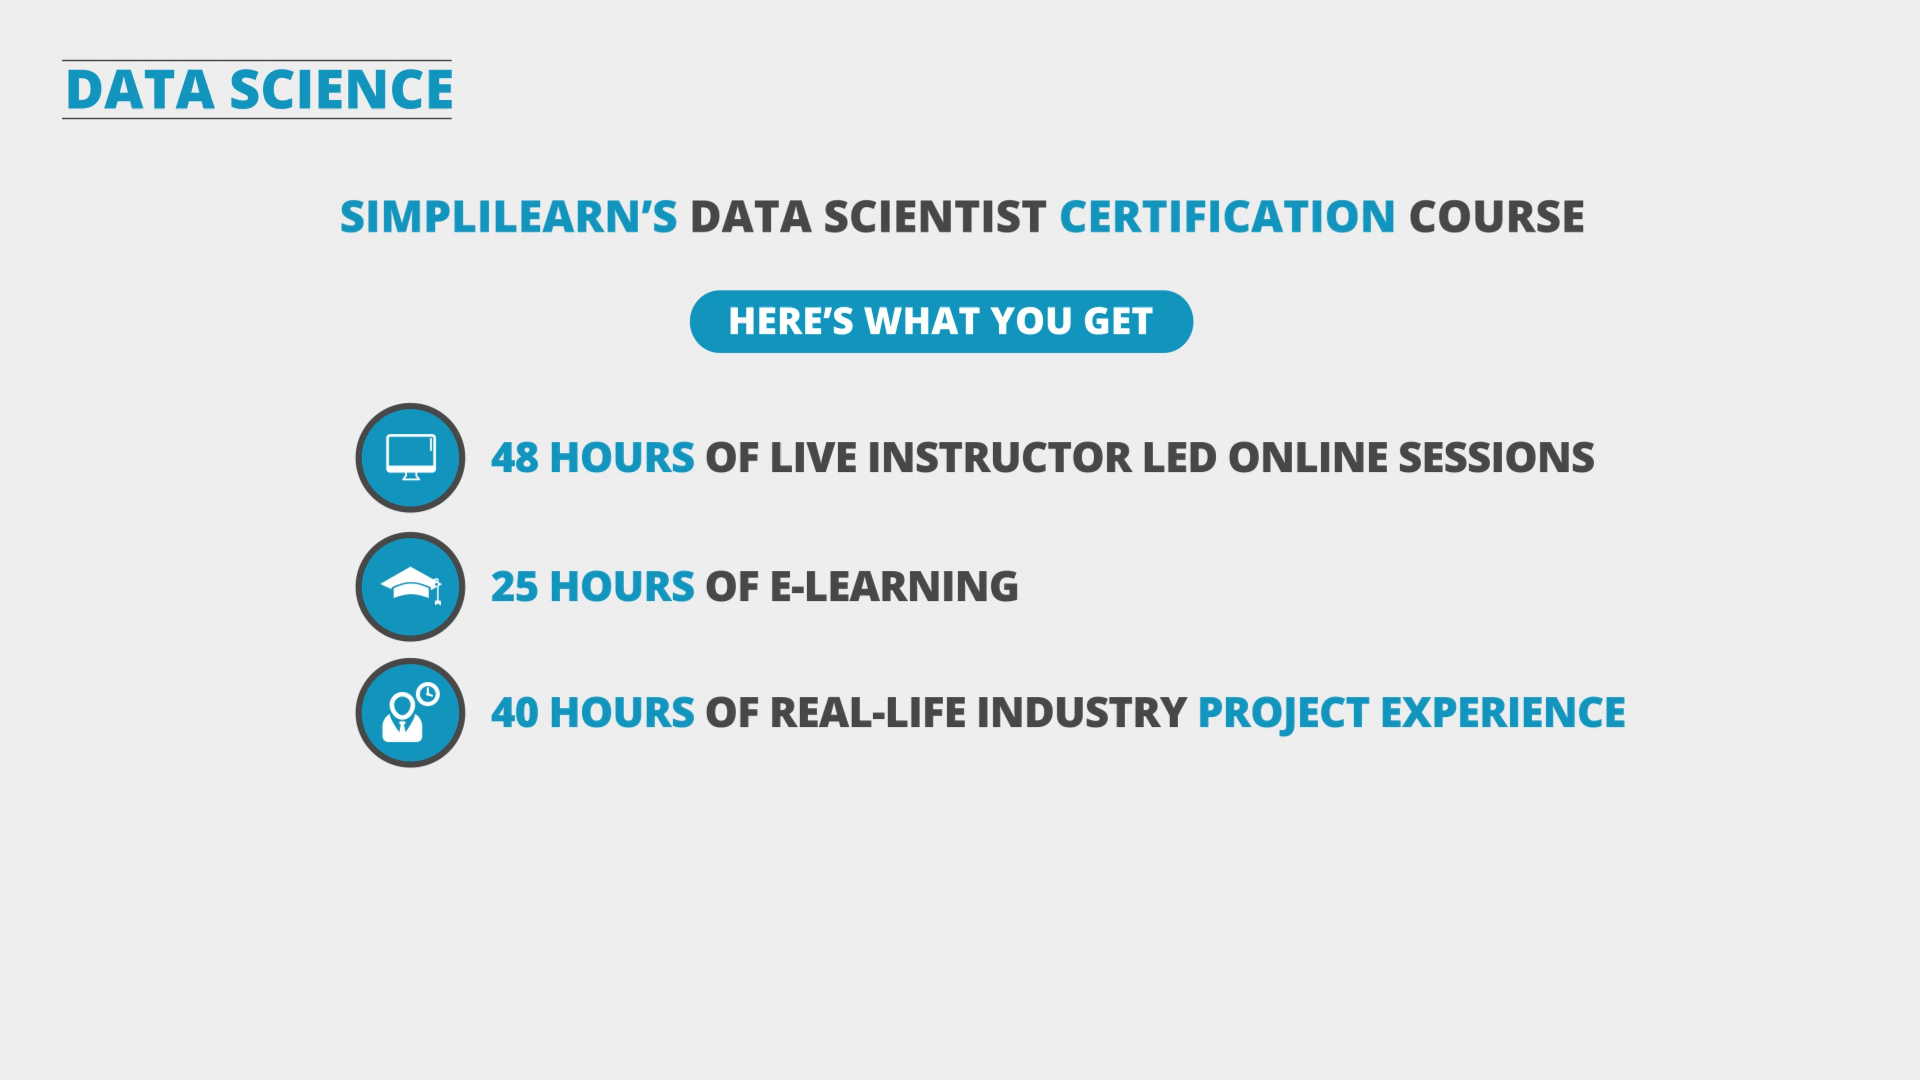 DATA SCIENCE
SIMPLILEARN’S DATA SCIENTIST CERTIFICATION COURSE
HERE’S WHAT YOU GET
48 HOURS OF LIVE INSTRUCTOR LED ONLINE SESSIONS
25 HOURS OF E-LEARNING
40 HOURS OF REAL-LIFE INDUSTRY PROJECT EXPERIENCE